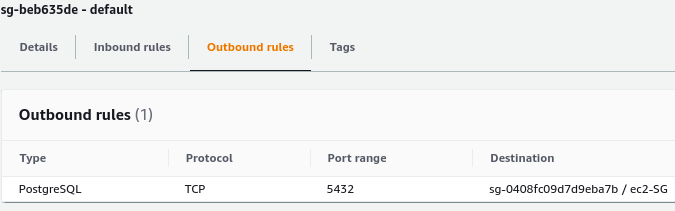 sg-beb635de - default
Details
Inbound rules
Outbound rules
Tags
Outbound rules (1)
Type Protocol Port range Destination
PostgreSQL TCP 5432 sg-0408fc09d7d9eba7b / ec2-SG